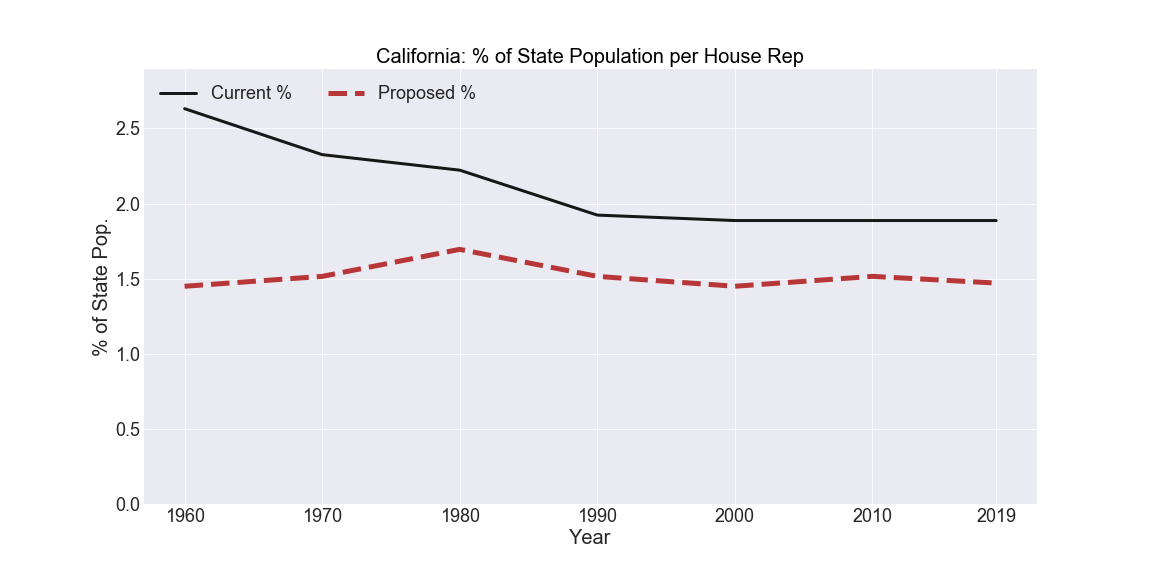 California: % of State Population per House Rep
Current %
Proposed %
2.5
2.0
1.5
1.0
0.5
0.0
% of State Pop.
1960 1970 1980 1990 2000 2010 2019
Year